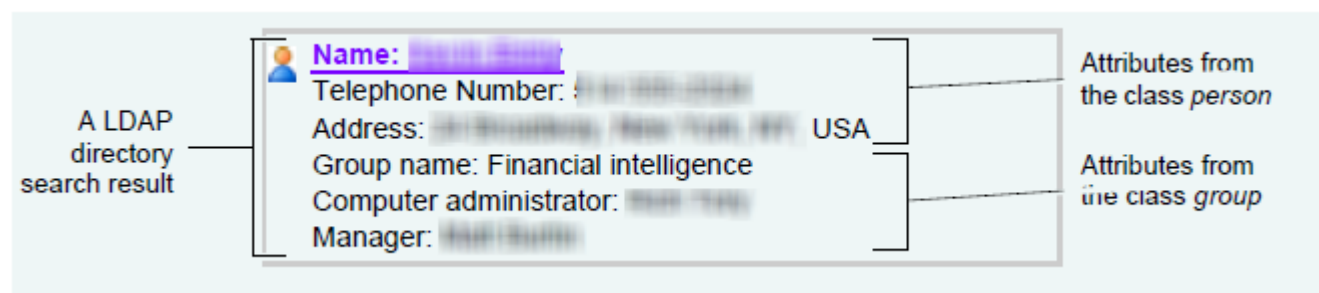 A LDAP
directory
search result
Name:
Telephone Number:
Address: USA
Group name: Financial intelligence
Computer administrator:
Manager:
Attributes from
the class person
Attributes from
the class group